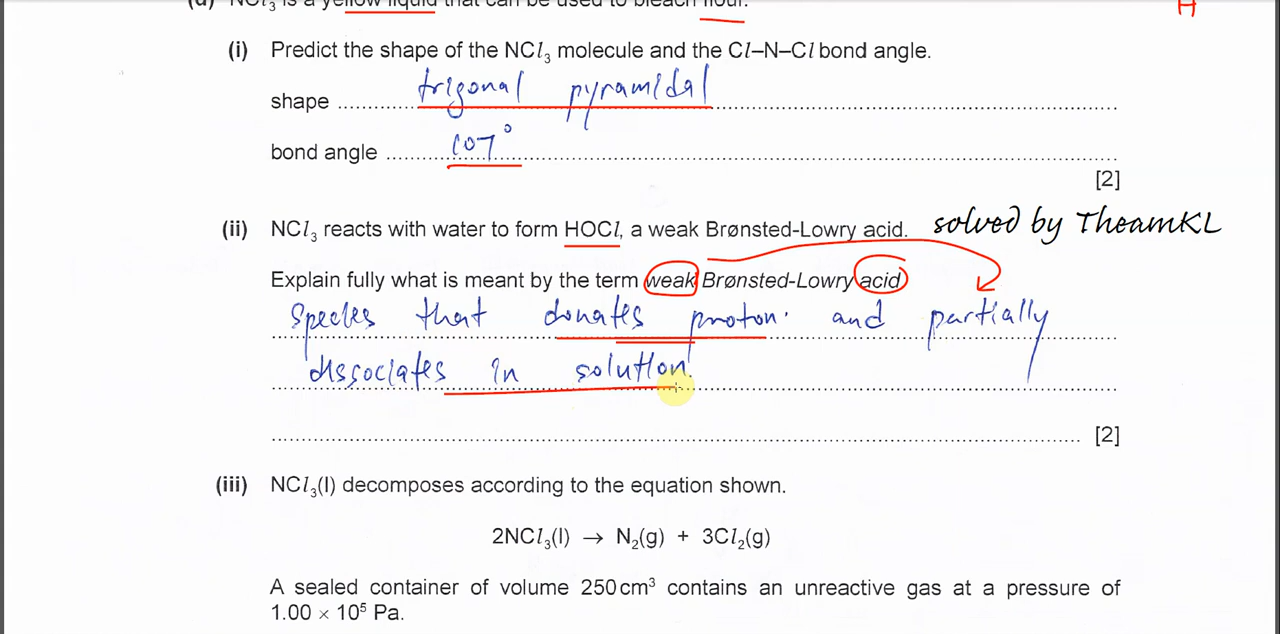 (d) NCl3 is a yellow liquid that can be used to bleach flour.
H
(i) Predict the shape of the NCl3 molecule and the Cl–N–Cl bond angle.
shape .......... trigonal pyramidal ..........
bond angle .......... 107° ..........
[2]
(ii) NCl3 reacts with water to form HOCl, a weak Brønsted-Lowry acid. solved by TheamKL
Explain fully what is meant by the term weak Brønsted-Lowry acid
Species that donates proton. and partially
dissociates in solution.
[2]
(iii) NCl3(l) decomposes according to the equation shown.
2NCl3(l) → N2(g) + 3Cl2(g)
A sealed container of volume 250 cm³ contains an unreactive gas at a pressure of
1.00 × 10⁵ Pa.